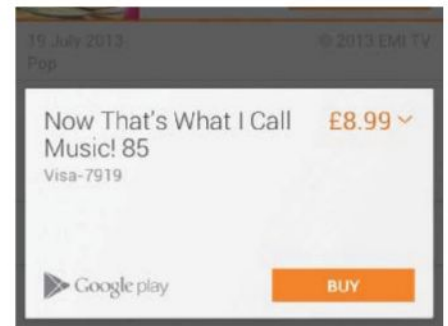 19 July 2013
© 2013 EMI TV
Pop
Now That's What I Call
Music! 85
£8.99
Visa-7919
Google play
BUY